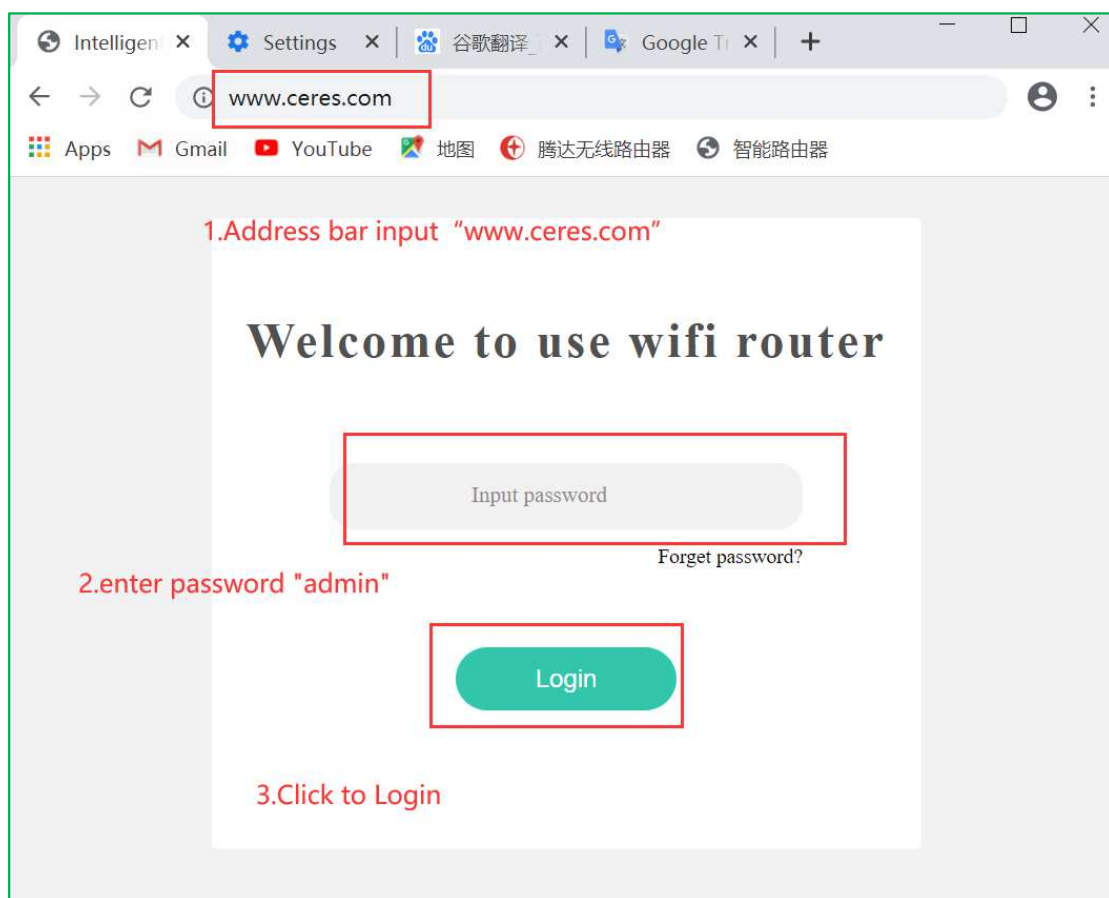 Intelligen Settings 谷歌翻译_ Google Tr
www.ceres.com
Apps Gmail YouTube 地图 腾达无线路由器 智能路由器
1.Address bar input “www.ceres.com”
Welcome to use wifi router
Input password
Forget password?
2.enter password "admin"
Login
3.Click to Login